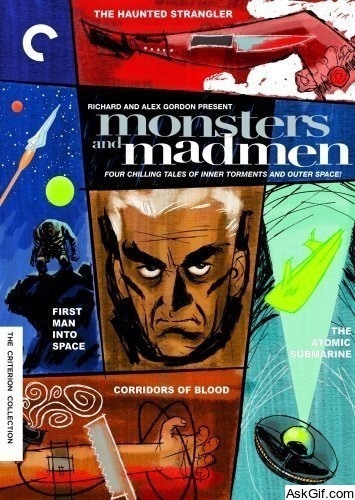 THE HAUNTED STRANGLER
RICHARD AND ALEX GORDON PRESENT
monsters
and madmen
FOUR CHILLING TALES OF INNER TORMENTS AND OUTER SPACE!
FIRST
MAN
INTO
SPACE
THE
ATOMIC
SUBMARINE
CORRIDORS OF BLOOD
THE CRITERION COLLECTION
AskGif.com